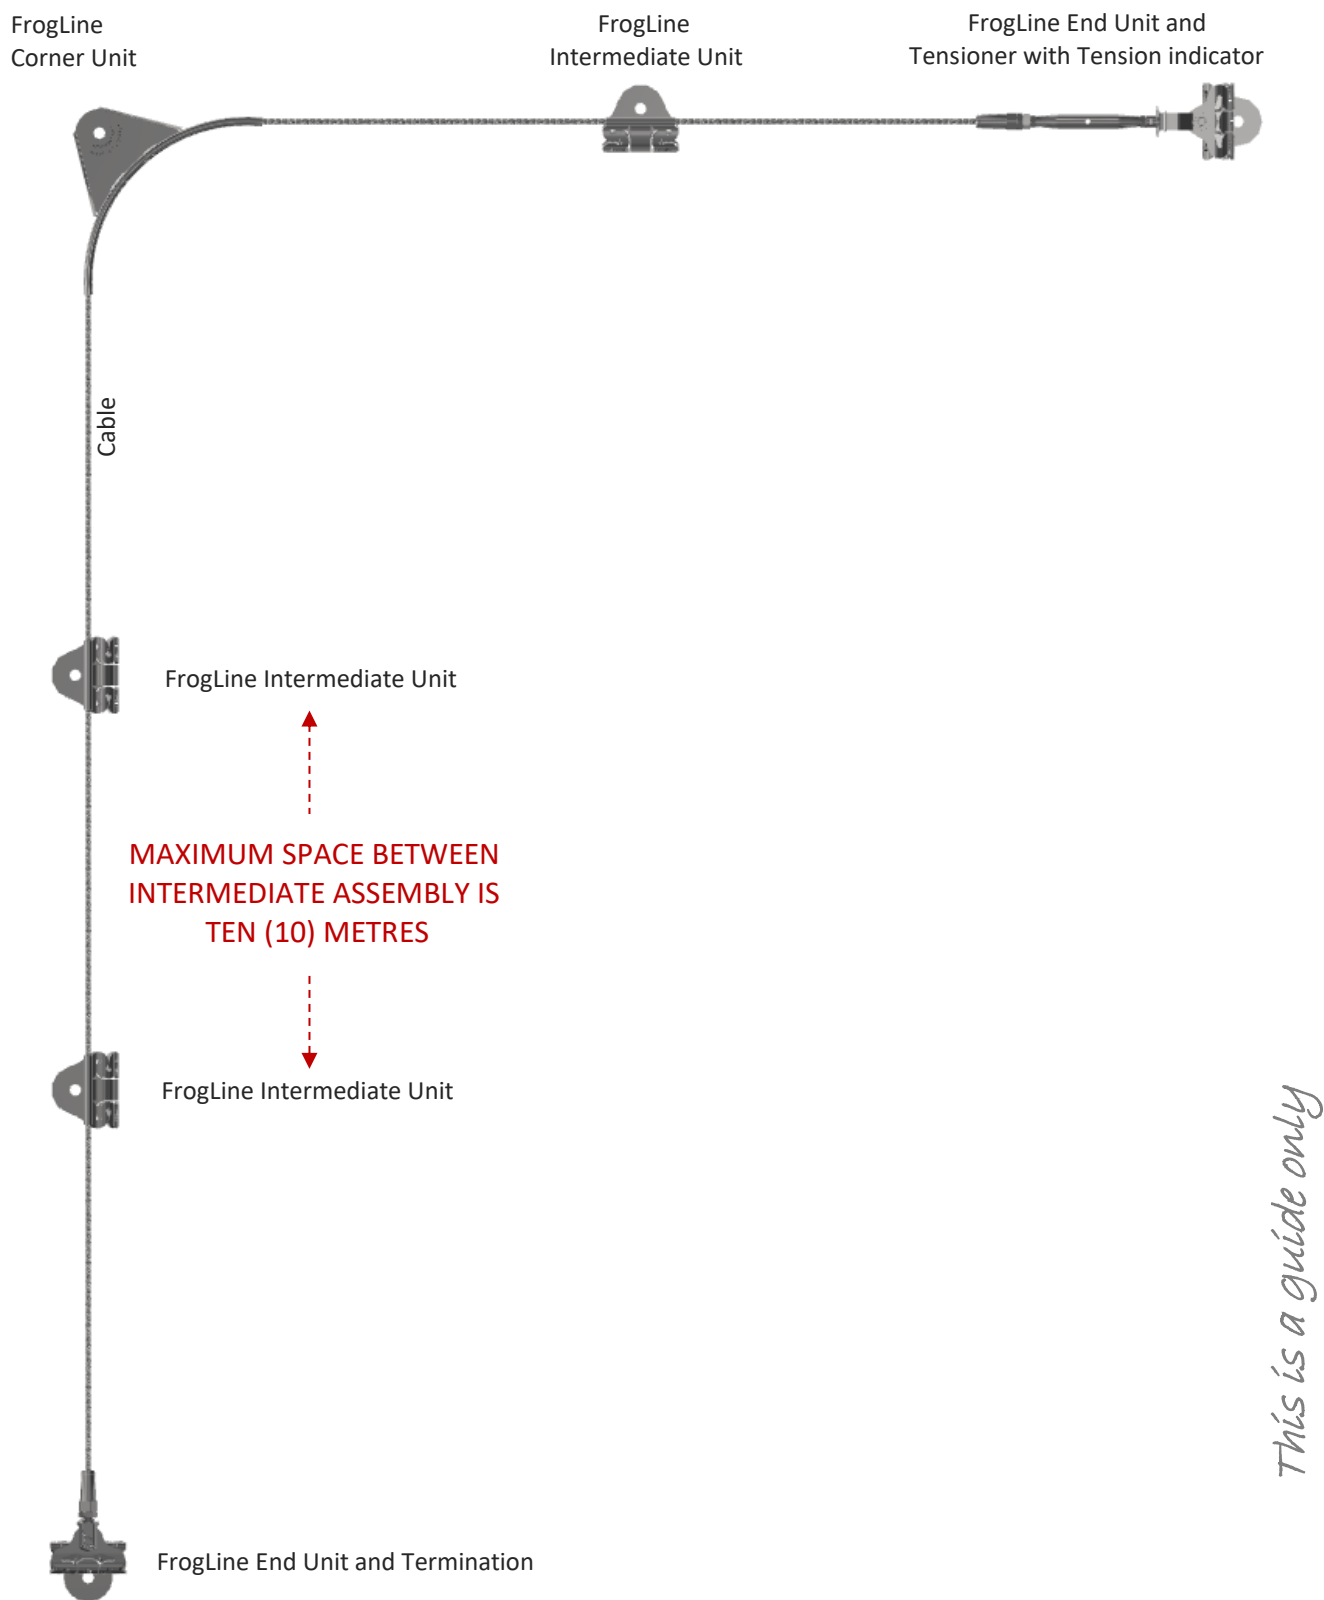 FrogLine
Corner Unit
FrogLine
Intermediate Unit
FrogLine End Unit and
Tensioner with Tension indicator
Cable
FrogLine Intermediate Unit
MAXIMUM SPACE BETWEEN
INTERMEDIATE ASSEMBLY IS
TEN (10) METRES
FrogLine Intermediate Unit
This is a guide only
FrogLine End Unit and Termination